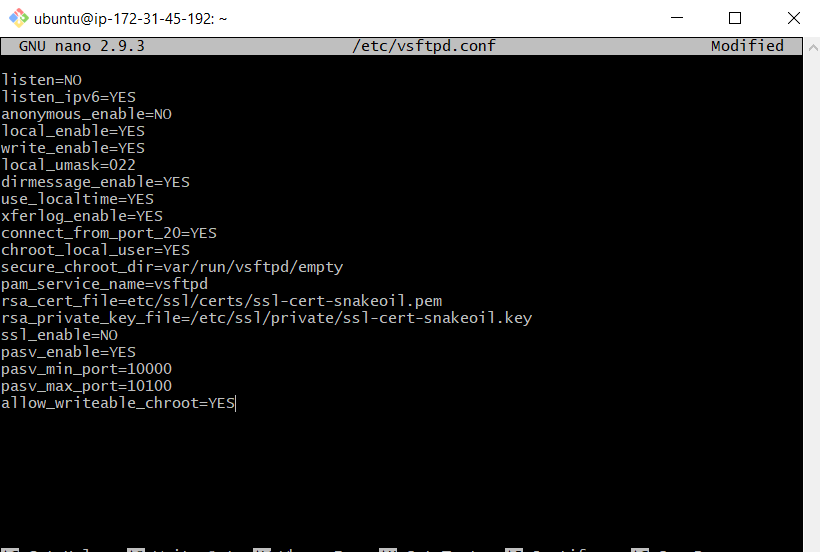 ubuntu@ip-172-31-45-192: ~
GNU nano 2.9.3 /etc/vsftpd.conf Modified
listen=NO
listen_ipv6=YES
anonymous_enable=NO
local_enable=YES
write_enable=YES
local_umask=022
dirmessage_enable=YES
use_localtime=YES
xferlog_enable=YES
connect_from_port_20=YES
chroot_local_user=YES
secure_chroot_dir=var/run/vsftpd/empty
pam_service_name=vsftpd
rsa_cert_file=etc/ssl/certs/ssl-cert-snakeoil.pem
rsa_private_key_file=/etc/ssl/private/ssl-cert-snakeoil.key
ssl_enable=NO
pasv_enable=YES
pasv_min_port=10000
pasv_max_port=10100
allow_writeable_chroot=YES